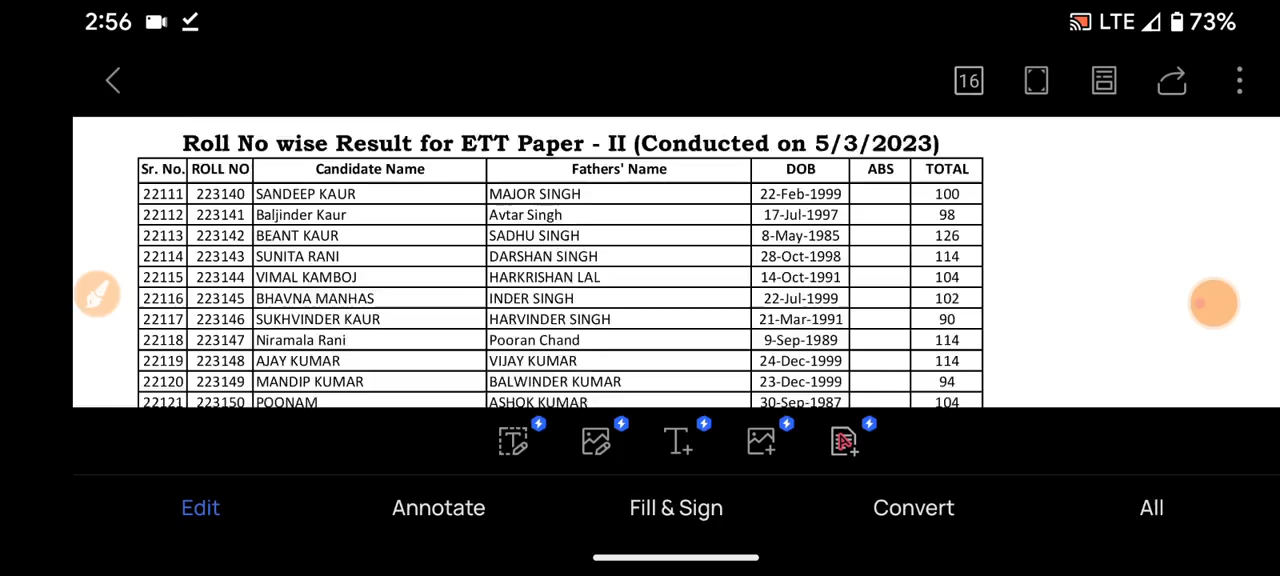 2:56 LTE 73%
16
Roll No wise Result for ETT Paper - II (Conducted on 5/3/2023)
Sr. No. ROLL NO Candidate Name Fathers' Name DOB ABS TOTAL
22111 223140 SANDEEP KAUR MAJOR SINGH 22-Feb-1999 100
22112 223141 Baljinder Kaur Avtar Singh 17-Jul-1997 98
22113 223142 BEANT KAUR SADHU SINGH 8-May-1985 126
22114 223143 SUNITA RANI DARSHAN SINGH 28-Oct-1998 114
22115 223144 VIMAL KAMBOJ HARKRISHAN LAL 14-Oct-1991 104
22116 223145 BHAVNA MANHAS INDER SINGH 22-Jul-1999 102
22117 223146 SUKHVINDER KAUR HARVINDER SINGH 21-Mar-1991 90
22118 223147 Niramala Rani Pooran Chand 9-Sep-1989 114
22119 223148 AJAY KUMAR VIJAY KUMAR 24-Dec-1999 114
22120 223149 MANDIP KUMAR BALWINDER KUMAR 23-Dec-1999 94
22121 223150 POONAM ASHOK KUMAR 30-Sep-1987 104
Edit Annotate Fill & Sign Convert All